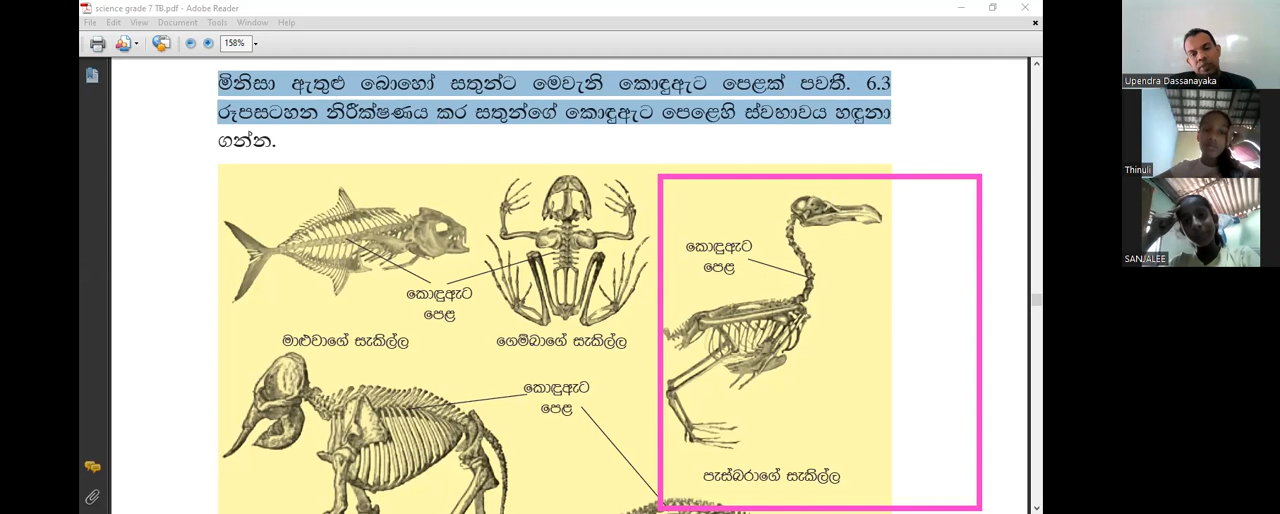 science grade 7 TB.pdf - Adobe Reader
File Edit View Document Tools Window Help
158%
මිනිසා ඇතුළු බොහෝ සතුන්ට මෙවැනි කොඳුඇට පෙළක් පවතී. 6.3
රූපසටහන නිරීක්ෂණය කර සතුන්ගේ කොඳුඇට පෙළෙහි ස්වභාවය හඳුනා
ගන්න.
කොඳුඇට
පෙළ
මාළුවාගේ සැකිල්ල
ගෙම්බාගේ සැකිල්ල
කොඳුඇට
පෙළ
පැස්බරාගේ සැකිල්ල
කොඳුඇට
පෙළ
Upendra Dassanayaka
Thinuli
SANJALEE